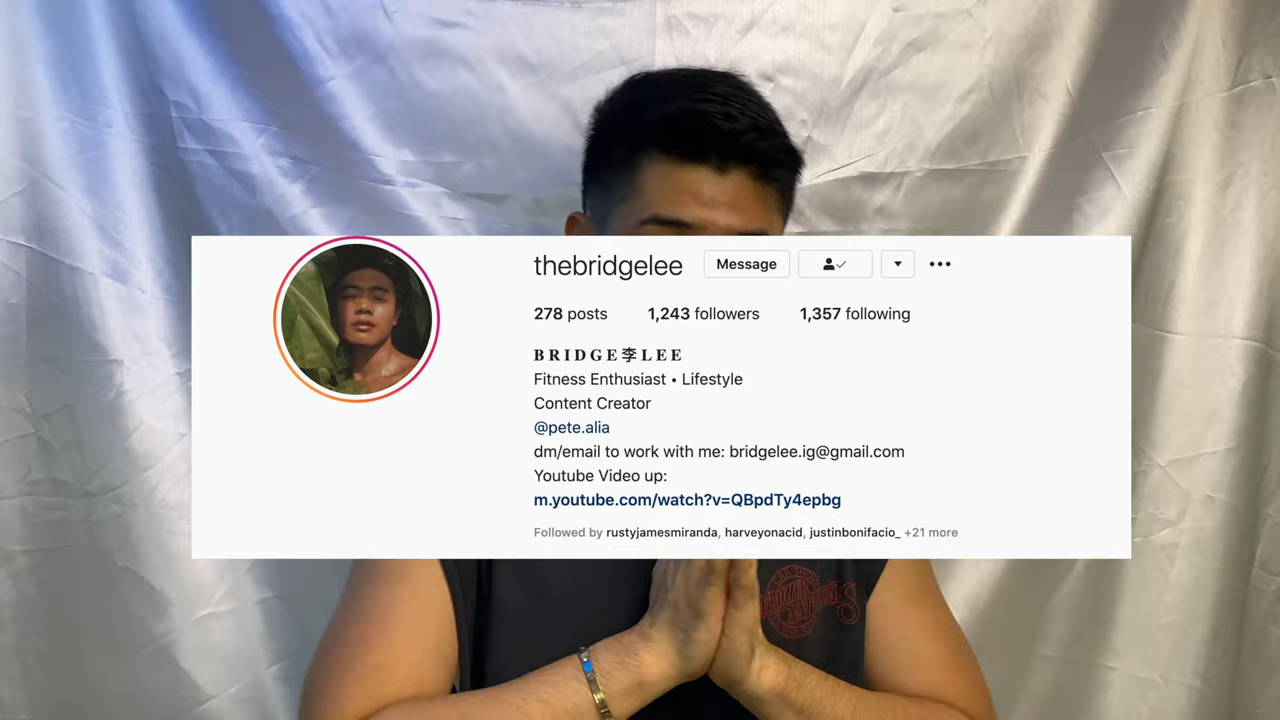 thebridgelee Message
278 posts 1,243 followers 1,357 following
BRIDGE李LEE
Fitness Enthusiast • Lifestyle
Content Creator
@pete.alia
dm/email to work with me: bridgelee.ig@gmail.com
Youtube Video up:
m.youtube.com/watch?v=QBpdTy4epbg
Followed by rustyjamesmiranda, harveyonacid, justinbonifacio_ +21 more